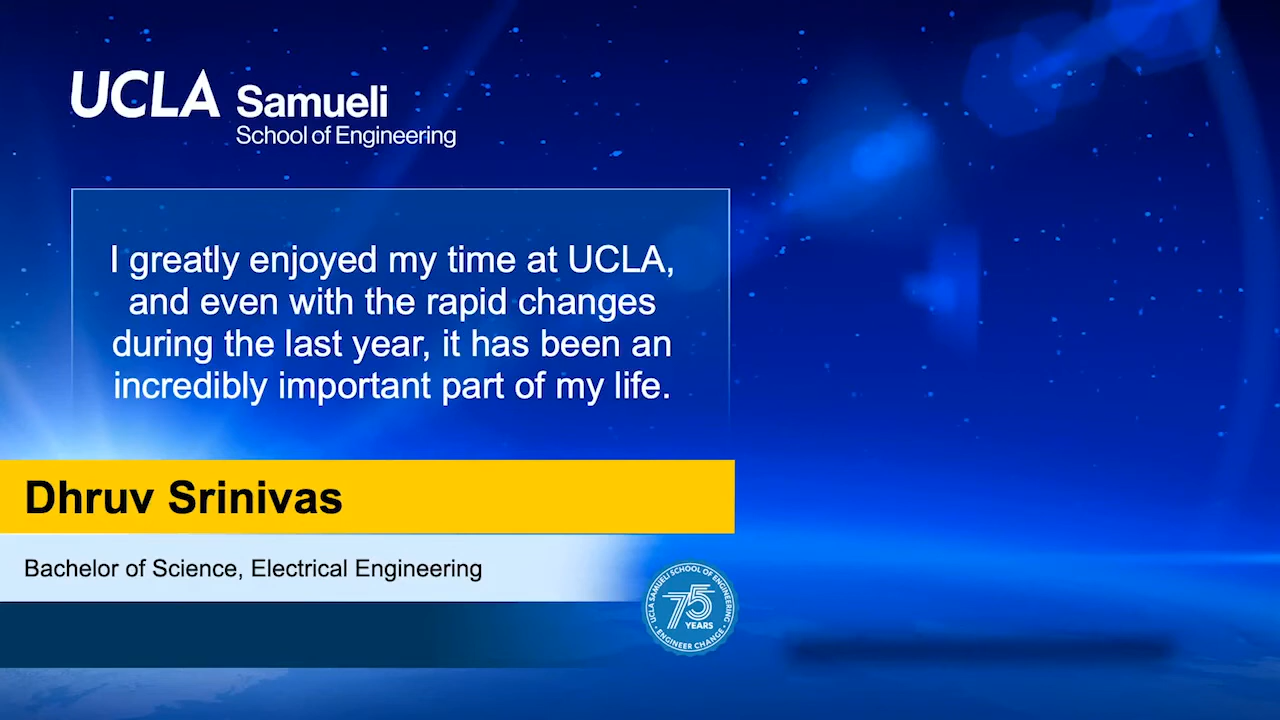 UCLA Samueli
School of Engineering
I greatly enjoyed my time at UCLA,
and even with the rapid changes
during the last year, it has been an
incredibly important part of my life.
Dhruv Srinivas
Bachelor of Science, Electrical Engineering
UCLA SAMUELI SCHOOL OF ENGINEERING
75
YEARS
ENGINEER CHANGE